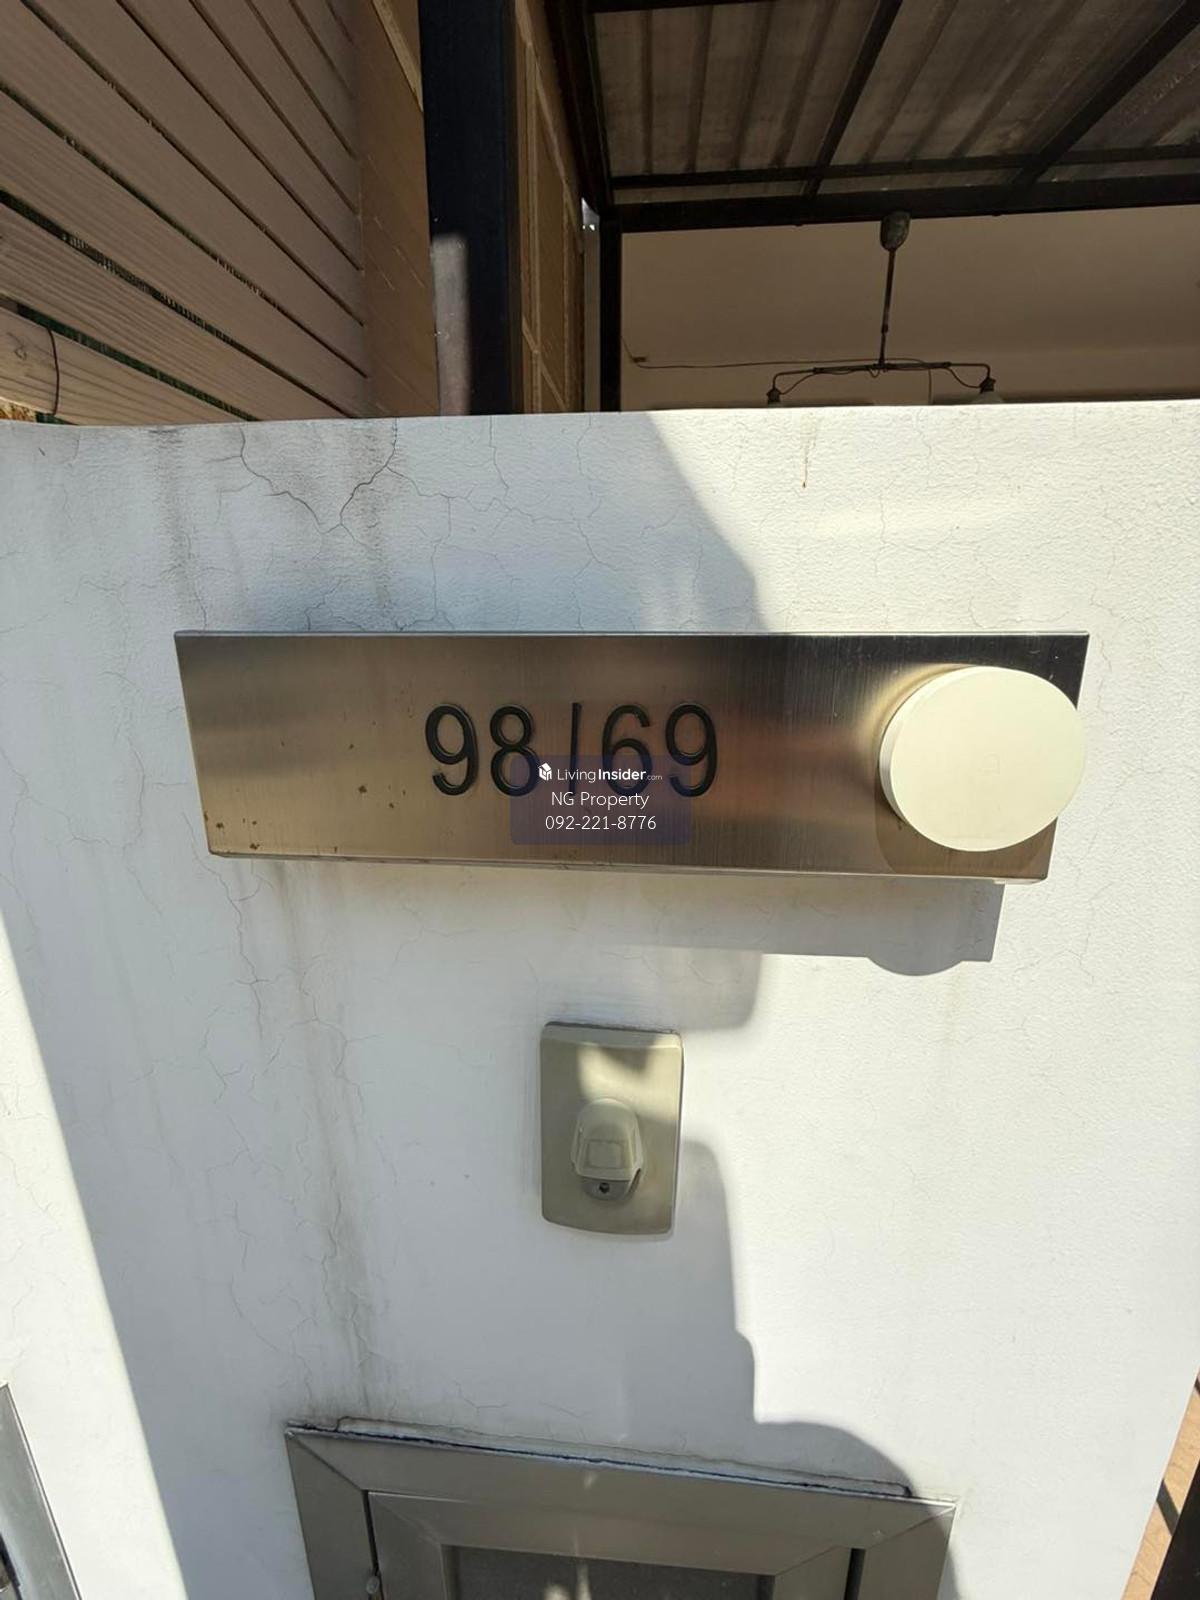 98/69
LivingInsider.com
NG Property
092-221-8776